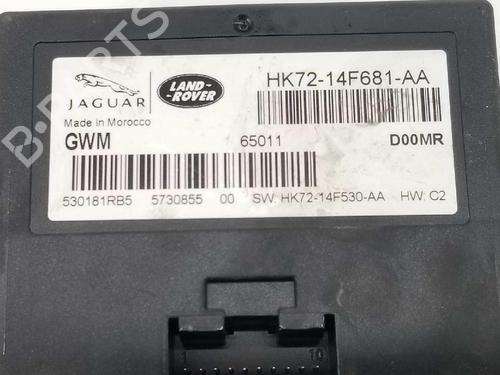 JAGUAR
LAND-
ROVER
HK72-14F681-AA
Made in Morocco
GWM 65011 D00MR
530181RB5 5730855 00 SW: HK72-14F530-AA HW: C2
1 10
B-PARTS